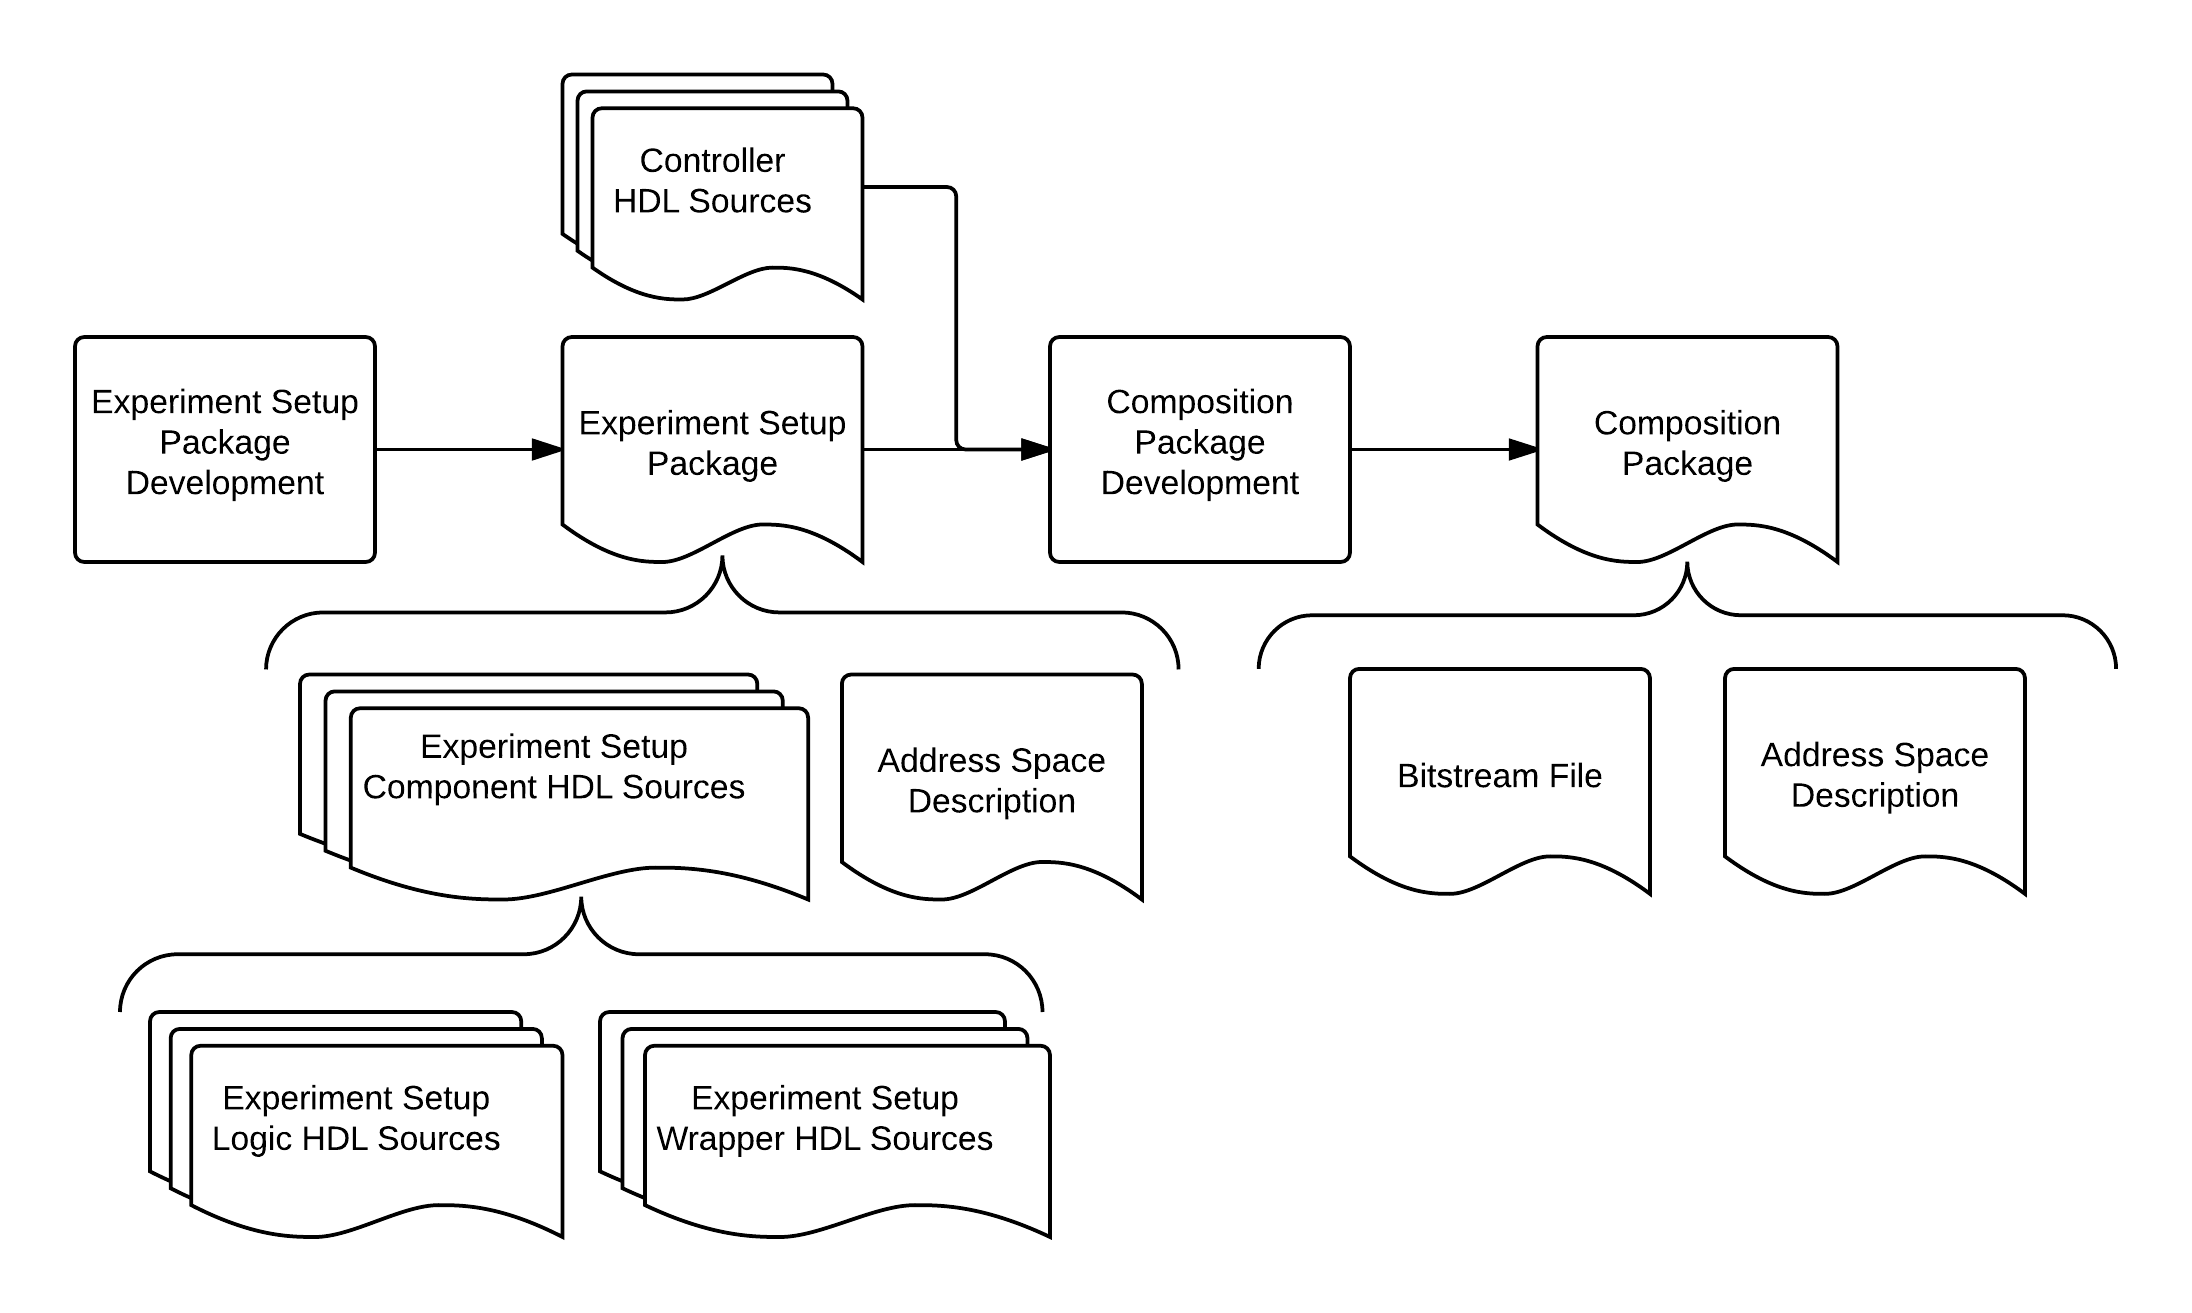 Controller
HDL Sources
Experiment Setup
Package
Development
Experiment Setup
Package
Composition
Package
Development
Composition
Package
Experiment Setup
Component HDL Sources
Address Space
Description
Bitstream File
Address Space
Description
Experiment Setup
Logic HDL Sources
Experiment Setup
Wrapper HDL Sources